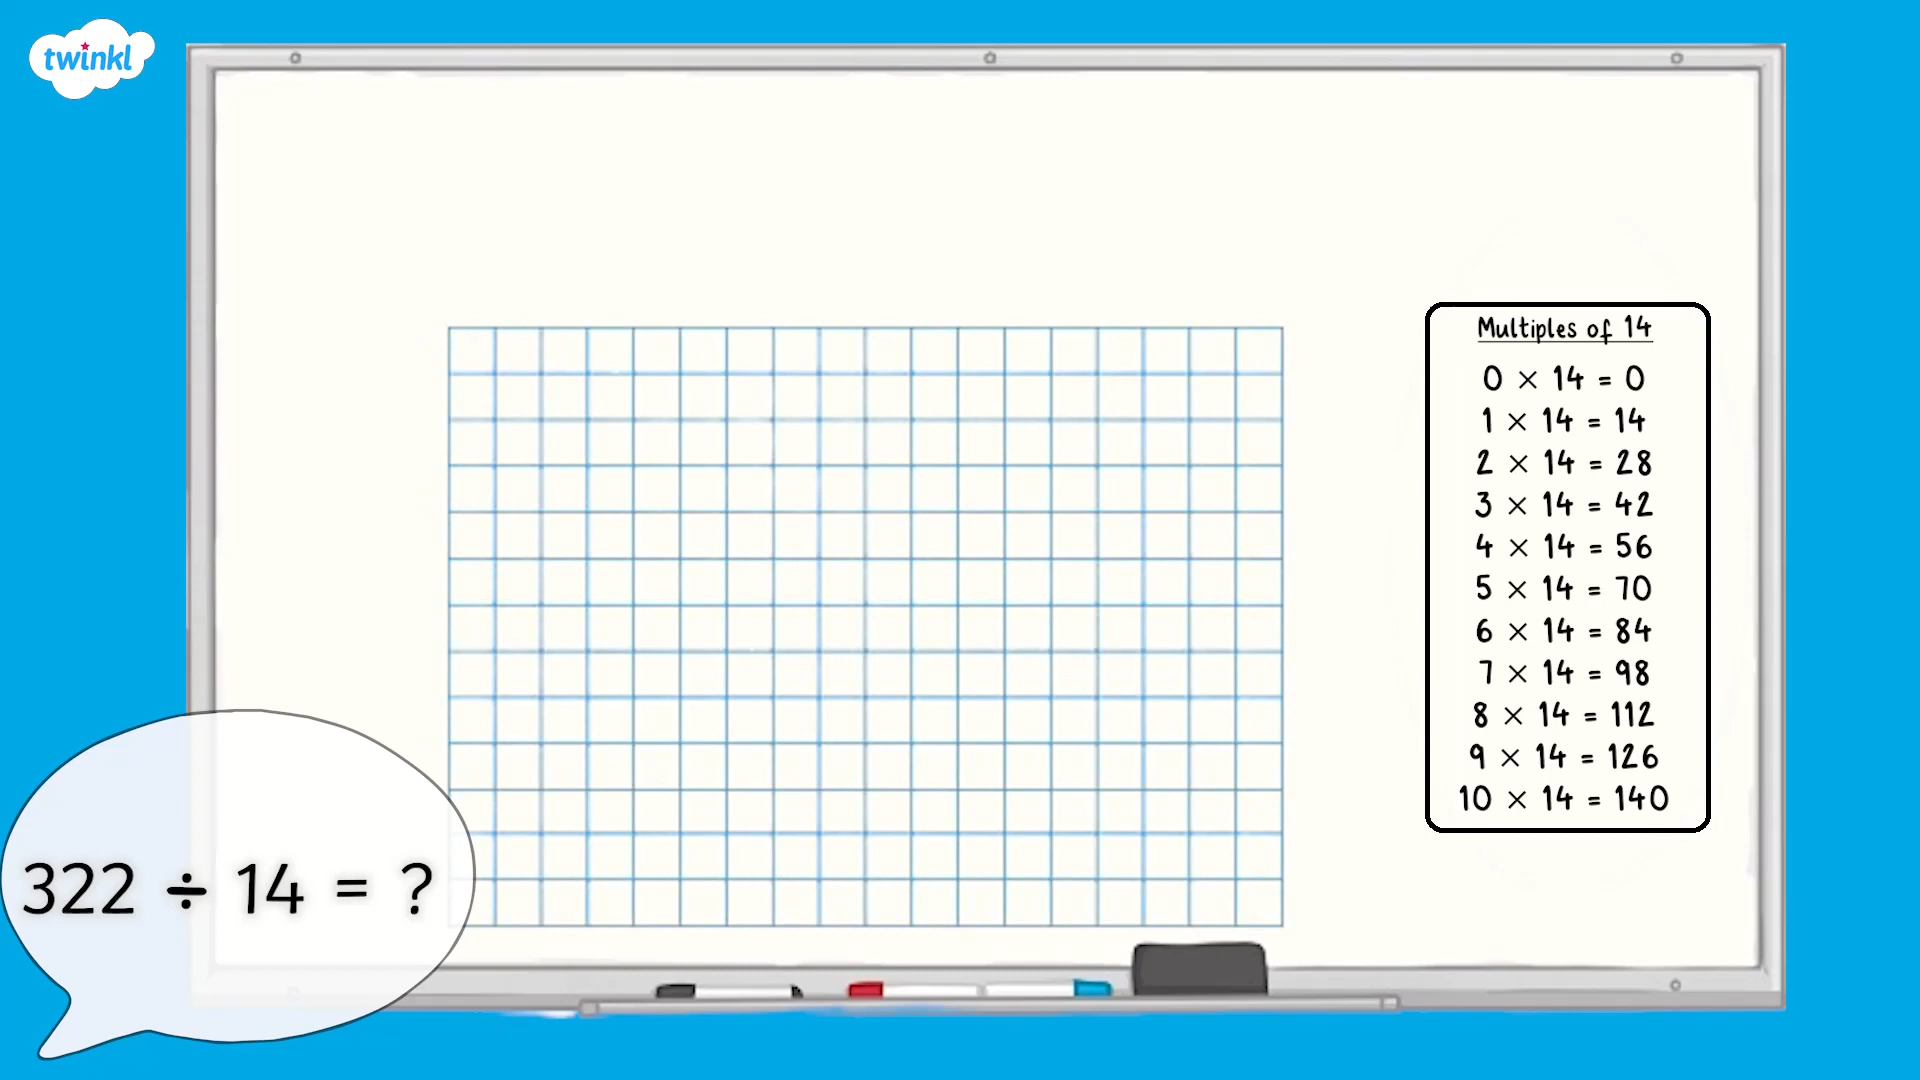 twinkl
Multiples of 14
0 × 14 = 0
1 × 14 = 14
2 × 14 = 28
3 × 14 = 42
4 × 14 = 56
5 × 14 = 70
6 × 14 = 84
7 × 14 = 98
8 × 14 = 112
9 × 14 = 126
10 × 14 = 140
322 ÷ 14 = ?